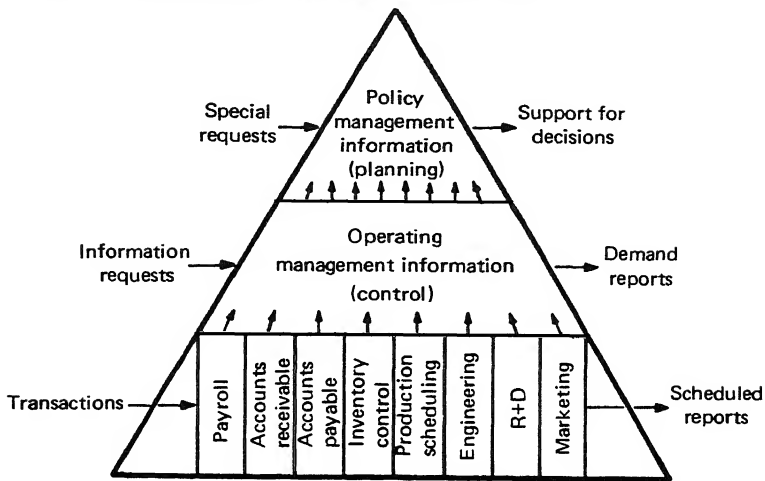 Special
requests
Policy
management
information
(planning)
Support for
decisions
Information
requests
Operating
management information
(control)
Demand
reports
Transactions
Payroll
Accounts
receivable
Accounts
payable
Inventory
control
Production
scheduling
Engineering
R+D
Marketing
Scheduled
reports